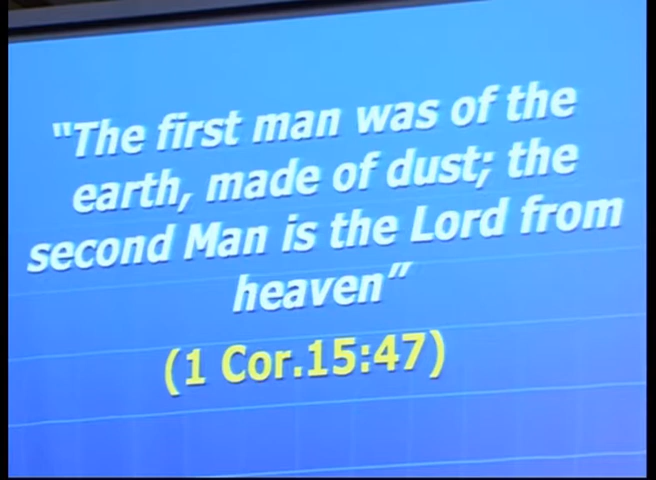 “The first man was of the
earth, made of dust; the
second Man is the Lord from
heaven”
(1 Cor.15:47)